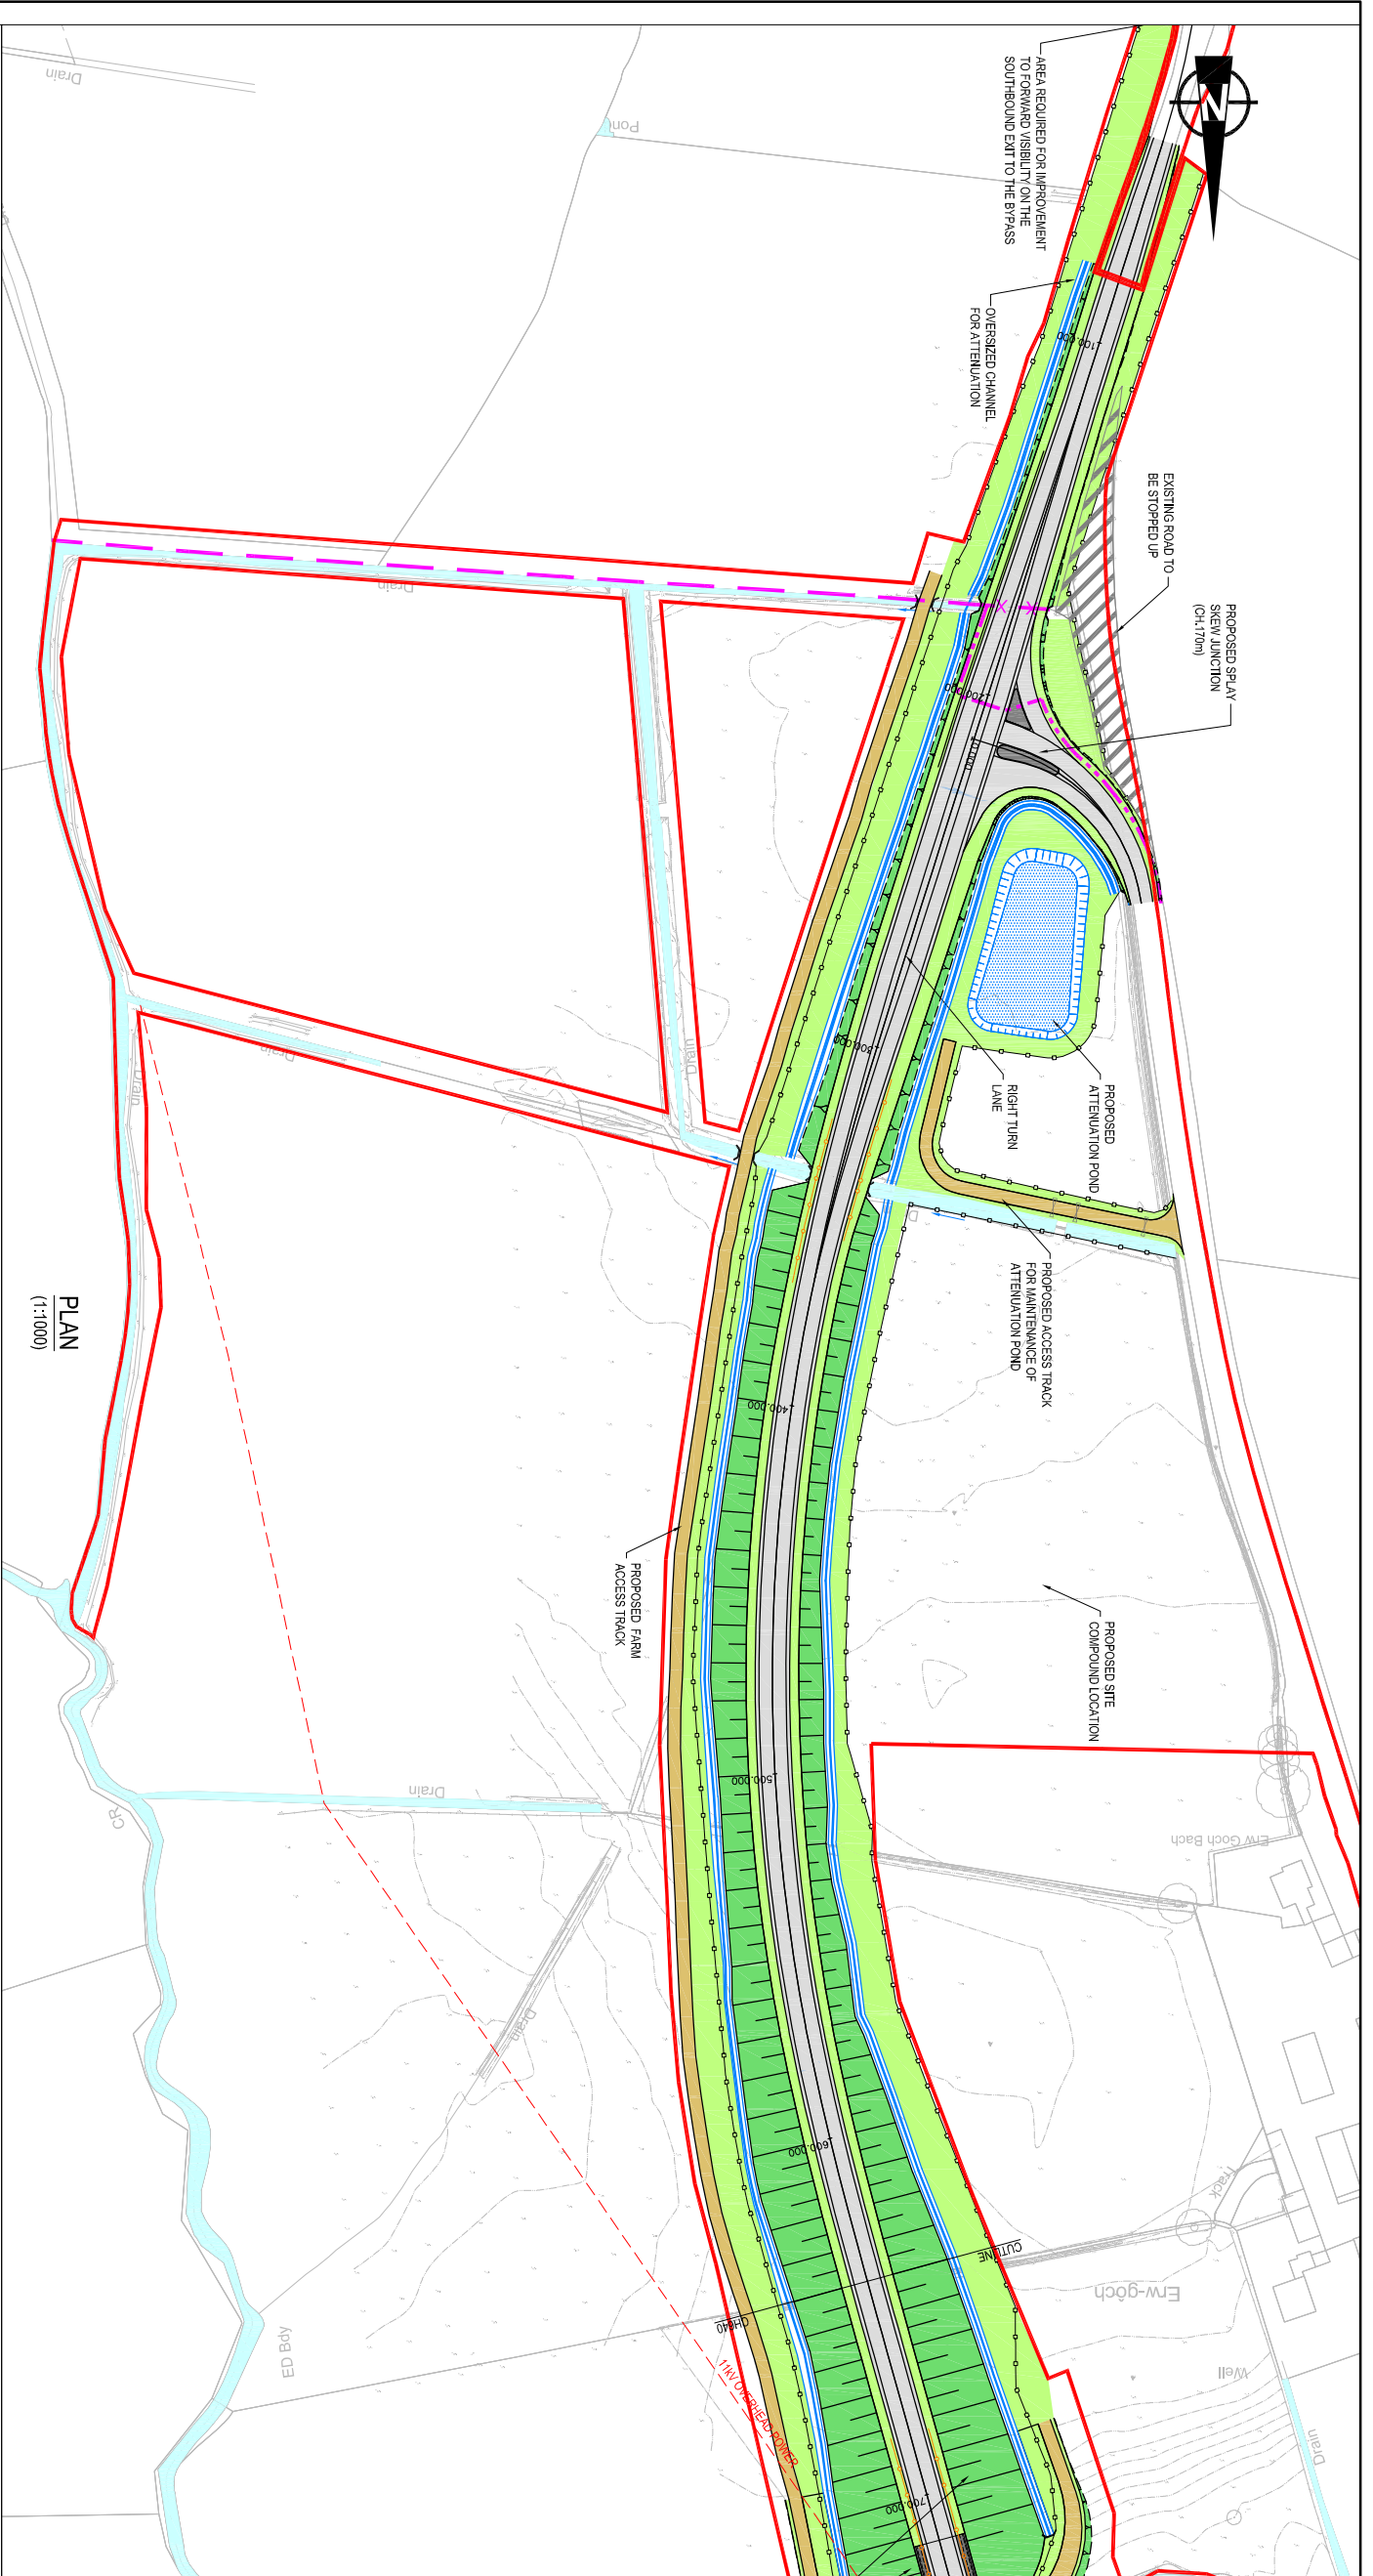 N
Drain
Pond
AREA REQUIRED FOR IMPROVEMENT
TO FORWARD VISIBILITY ON THE
SOUTHBOUND EXIT TO THE BYPASS
OVERSIZED CHANNEL
FOR ATTENUATION
100.000
EXISTING ROAD TO
BE STOPPED UP
PROPOSED SPLAY
SKEW JUNCTION
(CH.170m)
Drain
200.000
0.000
300.000
RIGHT TURN
LANE
PROPOSED
ATTENUATION POND
Drain
Drain
Drain
D
PROPOSED ACCESS TRACK
FOR MAINTENANCE OF
ATTENUATION POND
PLAN
(1:1000)
400.000
PROPOSED FARM
ACCESS TRACK
PROPOSED SITE
COMPOUND LOCATION
500.000
Drain
CR
Erw Goch Bach
Drain
600.000
Track
CUTLINE
CH640
Erw-gôch
ED Bdy
Well
11kV OVERHEAD POWER
Drain
700.000